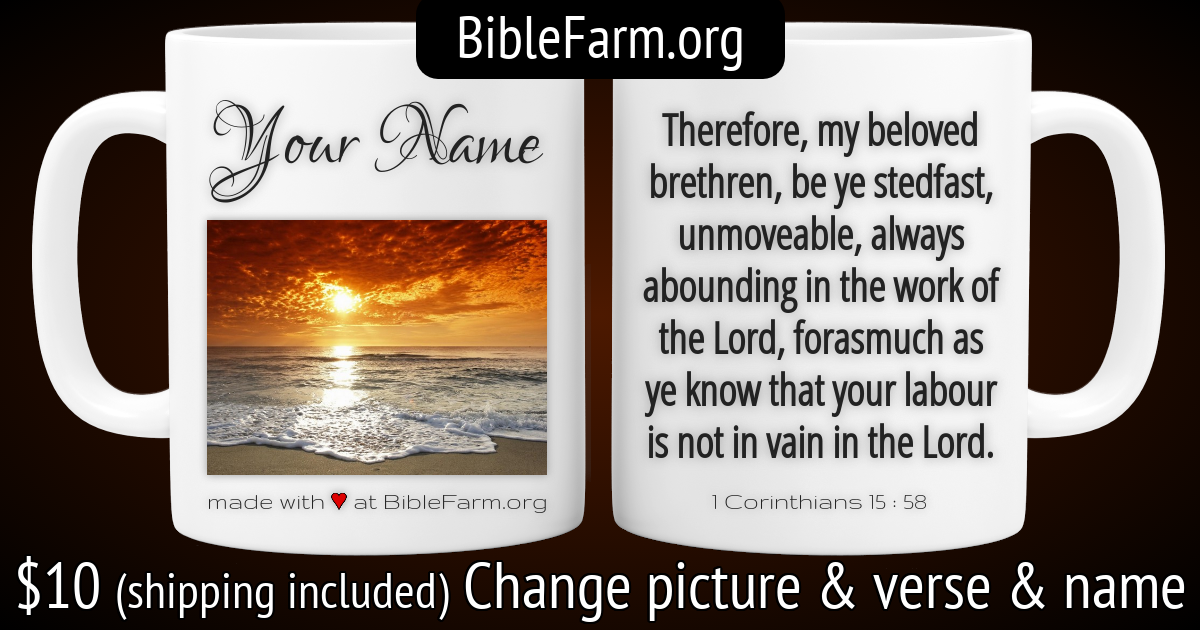 BibleFarm.org
Your Name
made with ♥ at BibleFarm.org
Therefore, my beloved
brethren, be ye stedfast,
unmoveable, always
abounding in the work of
the Lord, forasmuch as
ye know that your labour
is not in vain in the Lord.
1 Corinthians 15 : 58
$10 (shipping included) Change picture & verse & name